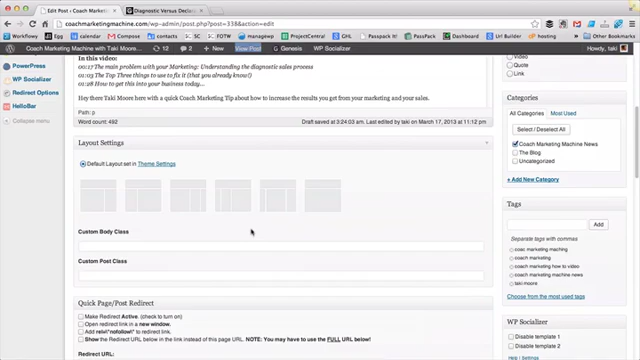 Edit Post ‹ Coach Marketing
Diagnostic Versus Declar
coachmarketingmachine.com/wp-admin/post.php?post=338&action=edit
Workflowy ProjectCentral Contacts SC FOTW managewp Passpack it! GHL Analytics Dropbox PeopleString Url Builder Creately Other Bookmarks
Coach Marketing Machine with Taki Moore... 12 2 + New View Post Genesis WP Socializer Howdy, taki
PowerPress
WP Socializer
Redirect Options
HelloBar
Collapse menu
In this video:
00:17 The main problem with your Marketing: Understanding the diagnostic sales process
1:03 The Top Three things to use to fix it (that you already know!)
1:28 How to get this into your business today...
Hey there Taki Moore here with a quick Coach Marketing Tip about how to increase the results you get from your marketing and your sales.
Path: p
Word count: 492
Draft saved at 3:24:03 am. Last edited by taki on March 17, 2013 at 11:12 pm
Layout Settings
Default Layout set in Theme Settings
Custom Body Class
Custom Post Class
Quick Page/Post Redirect
Make Redirect Active. (check to turn on)
Open redirect link in a new window.
Add rel="nofollow" to redirect link.
Show the Redirect URL below in the link instead of this page URL. NOTE: You may have to use the FULL URL below!
Redirect URL:
Video
Quote
Link
Categories
All Categories Most Used
Select / Deselect All
Coach Marketing Machine News
The Blog
Uncategorized
+ Add New Category
Tags
Add
Separate tags with commas
coac marketing maching
coach marketing
coach marketing how to video
coach marketing machine news
taki moore
Choose from the most used tags
WP Socializer
Disable template 1
Disable template 2
Help | Settings